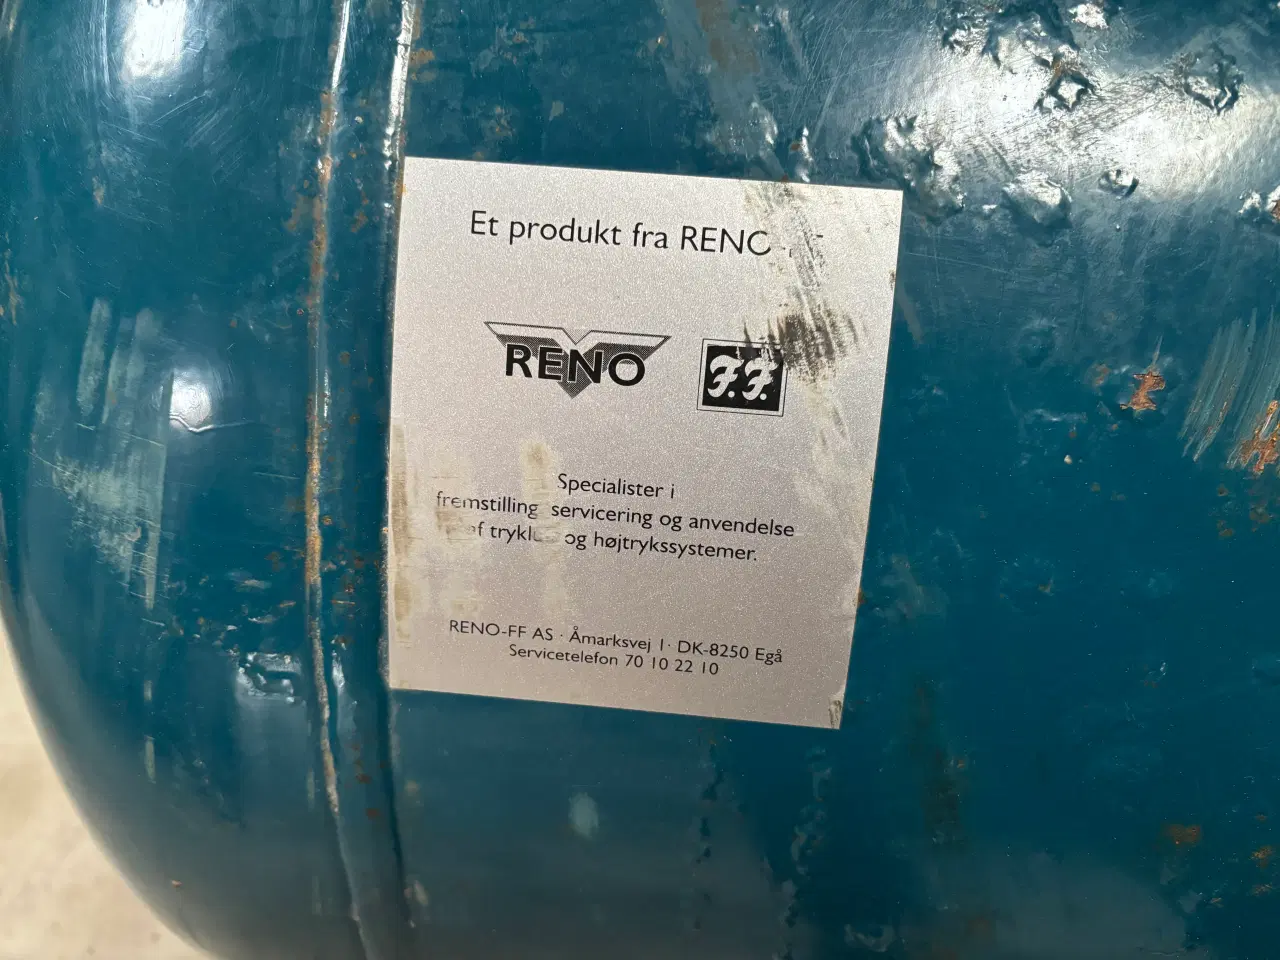 Et produkt fra RENO
RENO
F.F.
Specialister i
fremstilling servicering og anvendelse
af og højtrykssystemer.
RENO-FF AS · Åmarksvej 1· DK-8250 Egå
Servicetelefon 70 10 22 10